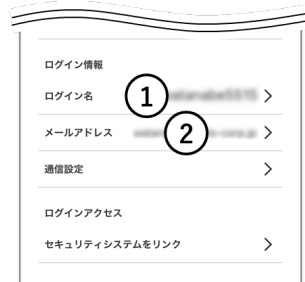 ログイン情報
ログイン名 1
メールアドレス 2
通信設定
ログインアクセス
セキュリティシステムをリンク